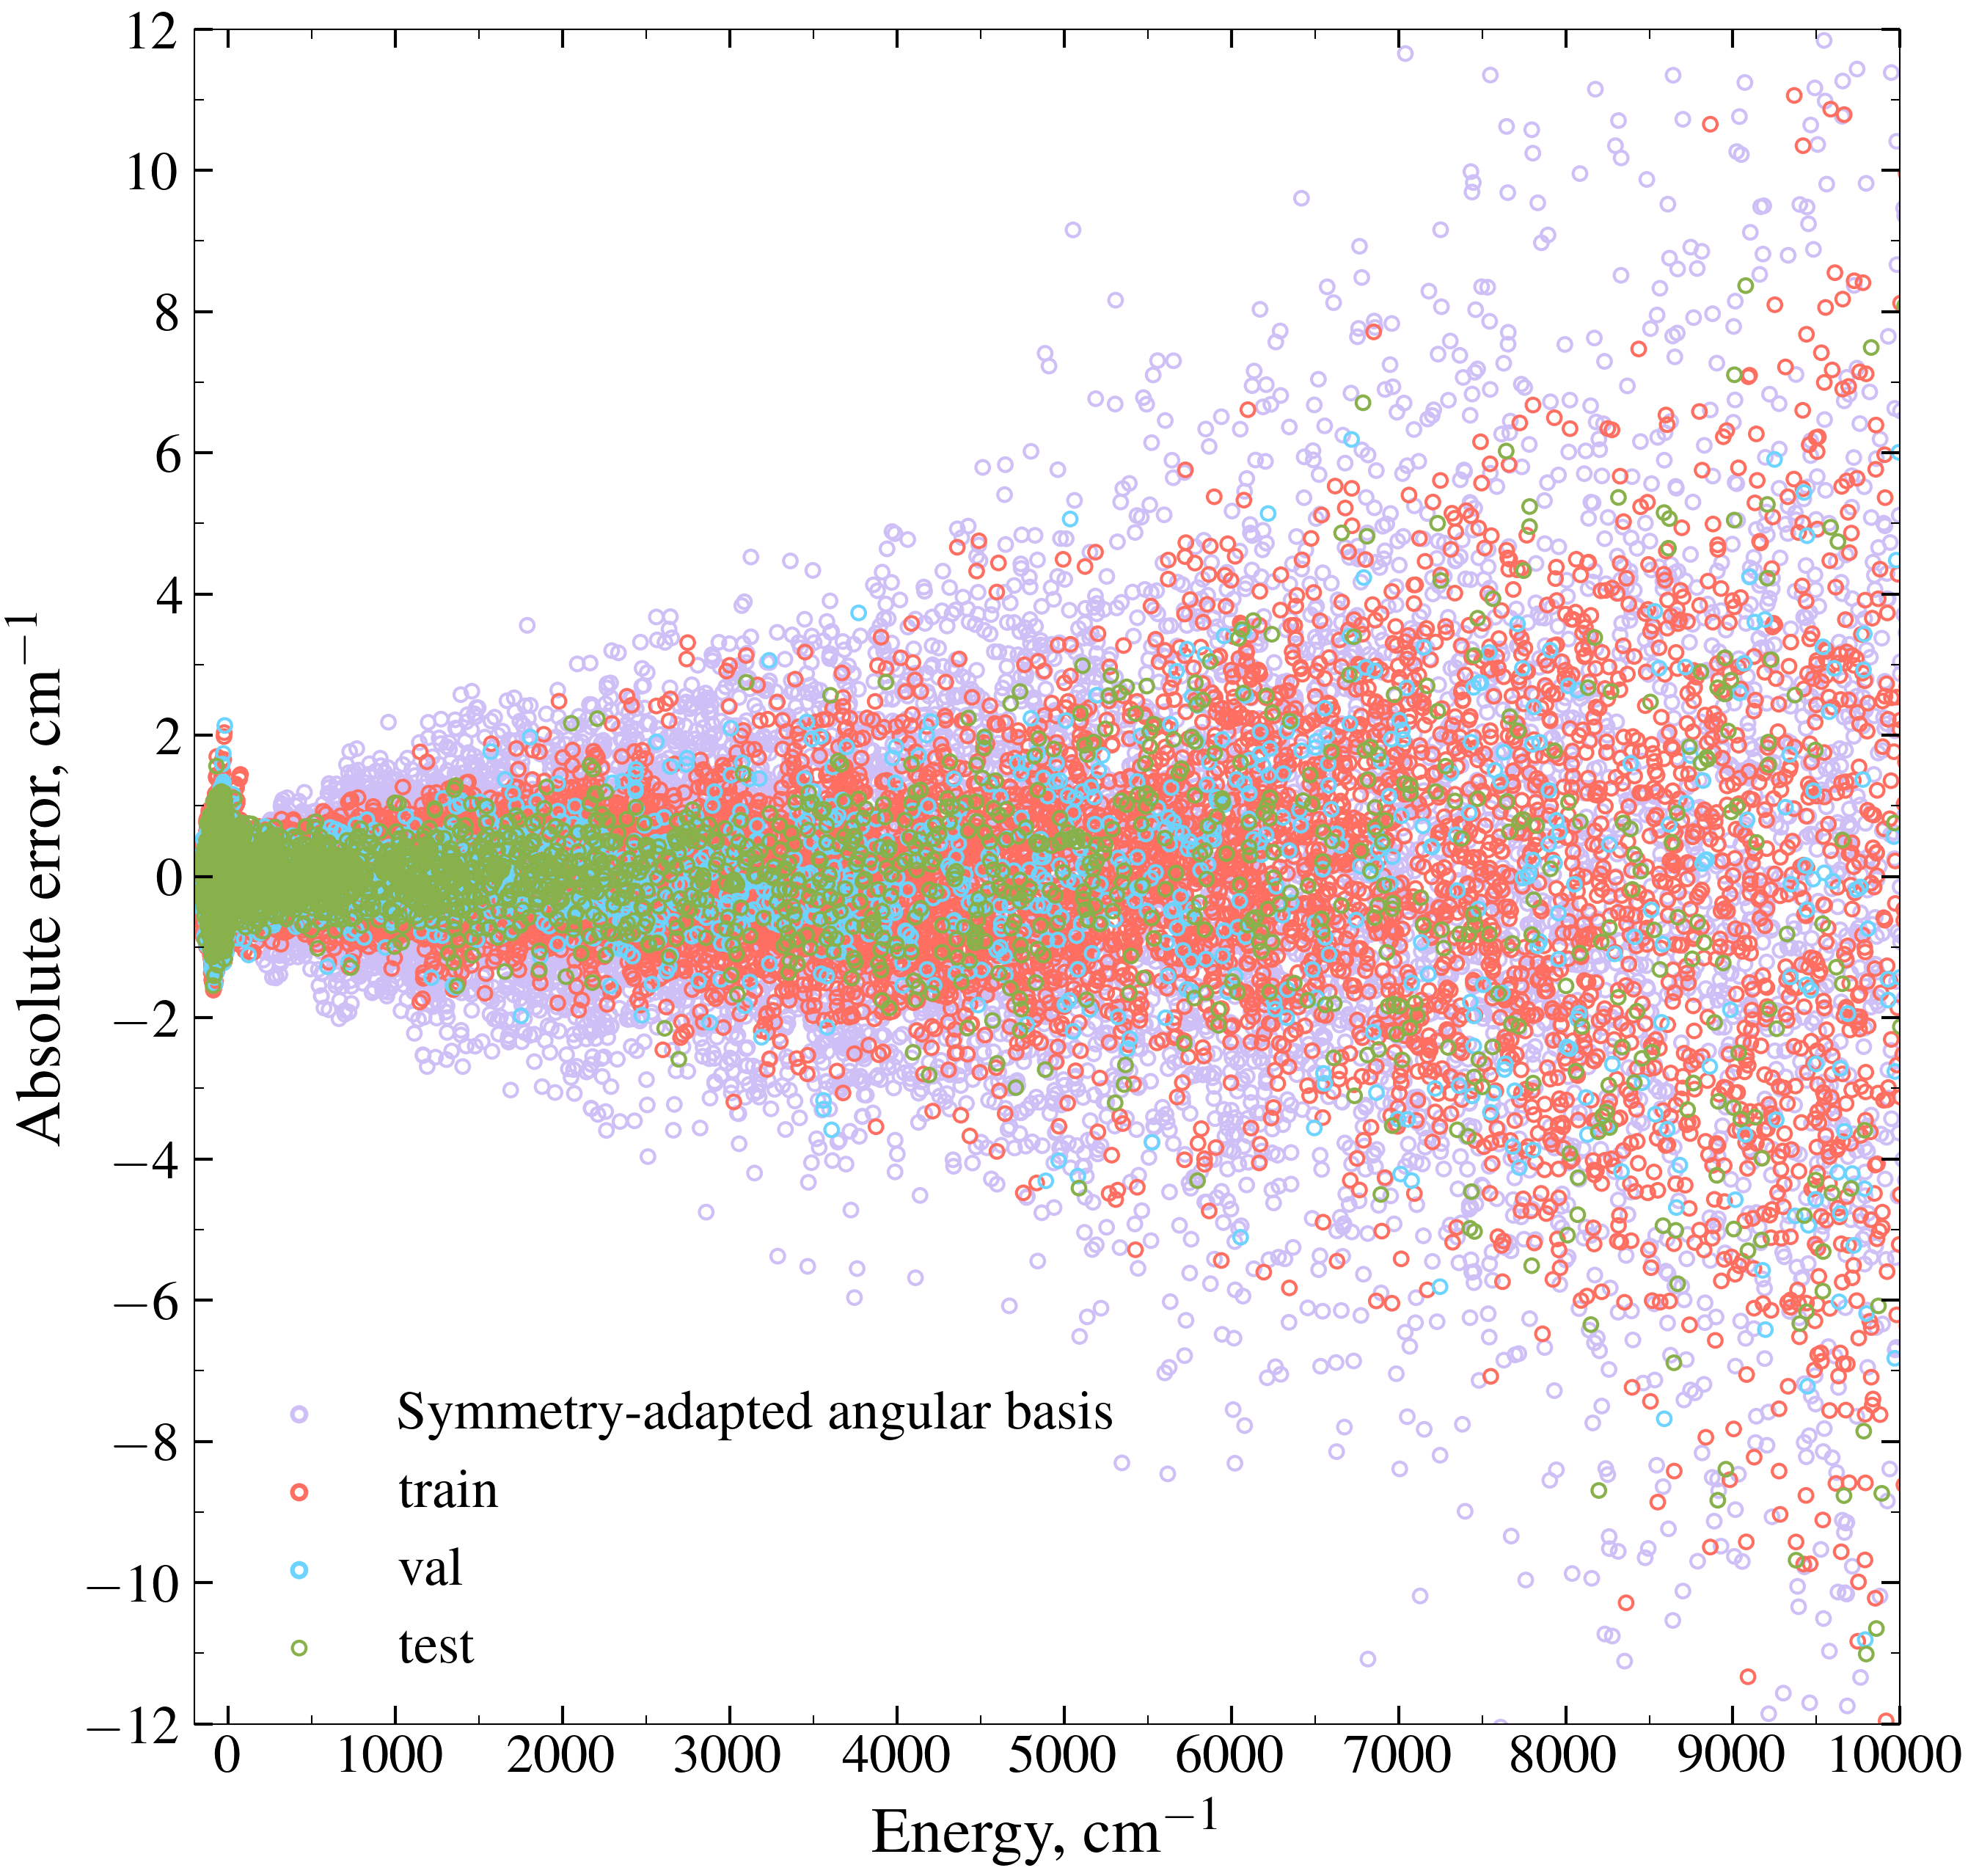 12
10
8
6
4
2
0
−2
−4
−6
−8
−10
−12
Absolute error, cm⁻¹
Symmetry-adapted angular basis
train
val
test
0 1000 2000 3000 4000 5000 6000 7000 8000 9000 10000
Energy, cm⁻¹